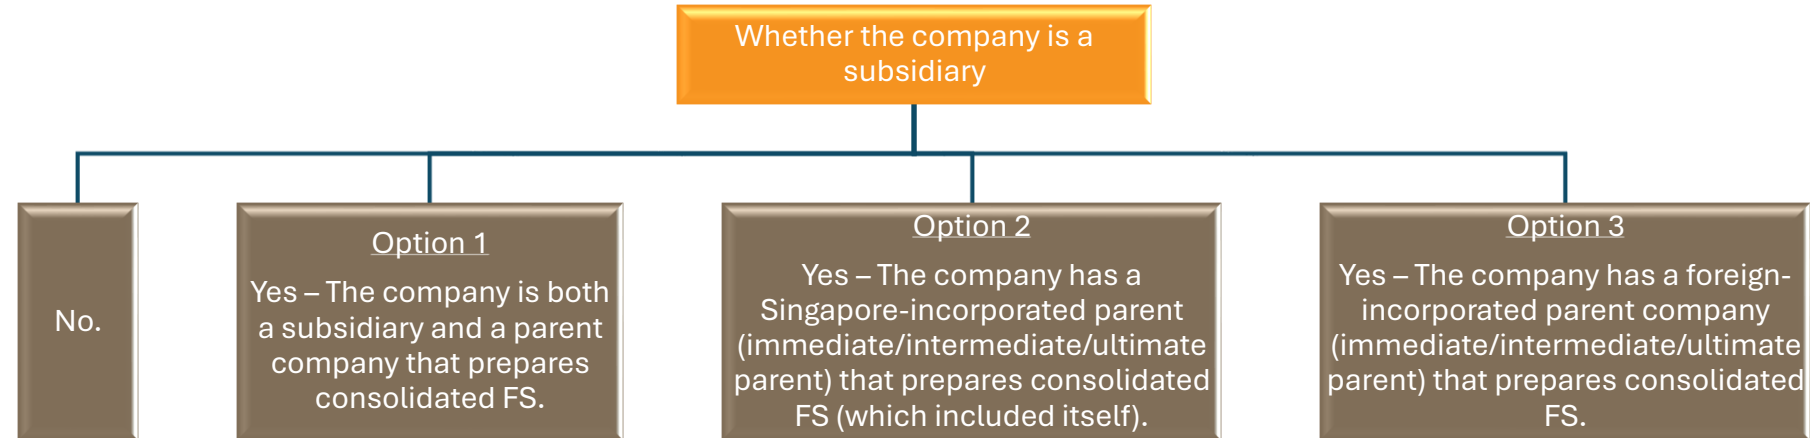 Whether the company is a
subsidiary
No.
Option 1
Yes – The company is both
a subsidiary and a parent
company that prepares
consolidated FS.
Option 2
Yes – The company has a
Singapore-incorporated parent
(immediate/intermediate/ultimate
parent) that prepares consolidated
FS (which included itself).
Option 3
Yes – The company has a foreign-
incorporated parent company
(immediate/intermediate/ultimate
parent) that prepares consolidated
FS.